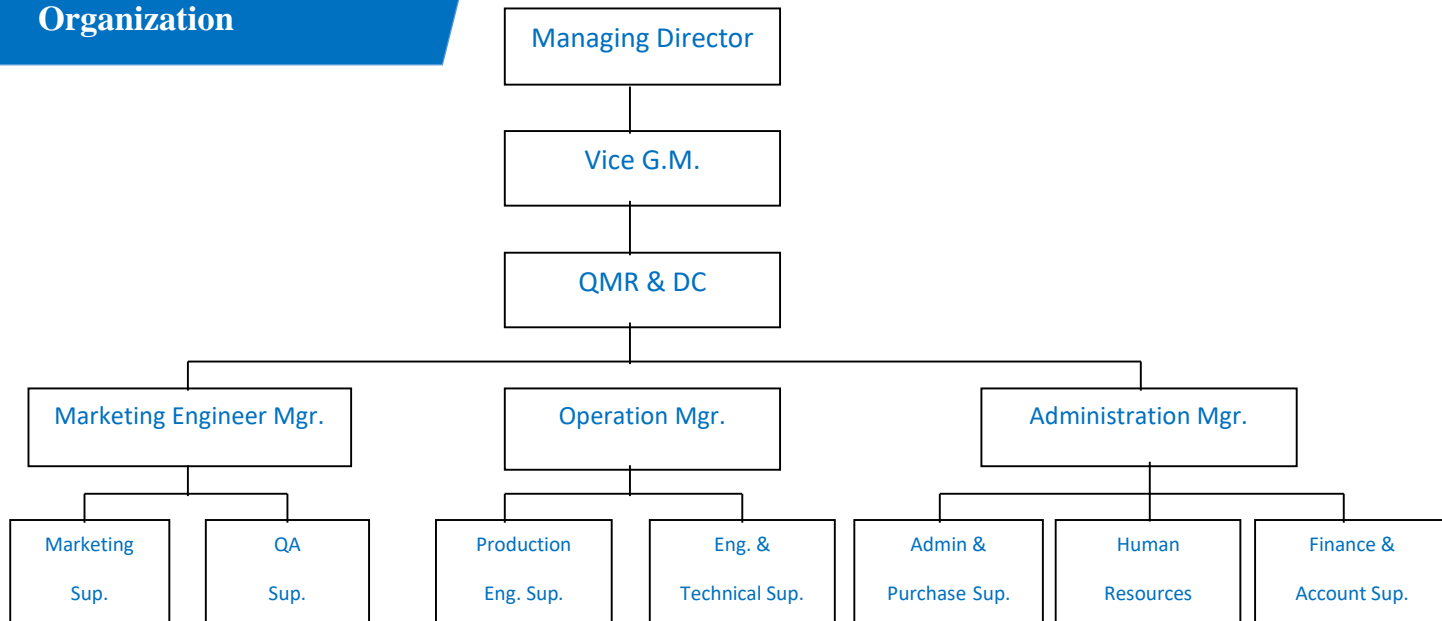 Organization
Managing Director
Vice G.M.
QMR & DC
Marketing Engineer Mgr.
Operation Mgr.
Administration Mgr.
Marketing
Sup.
QA
Sup.
Production
Eng. Sup.
Eng. &
Technical Sup.
Admin &
Purchase Sup.
Human
Resources
Finance &
Account Sup.